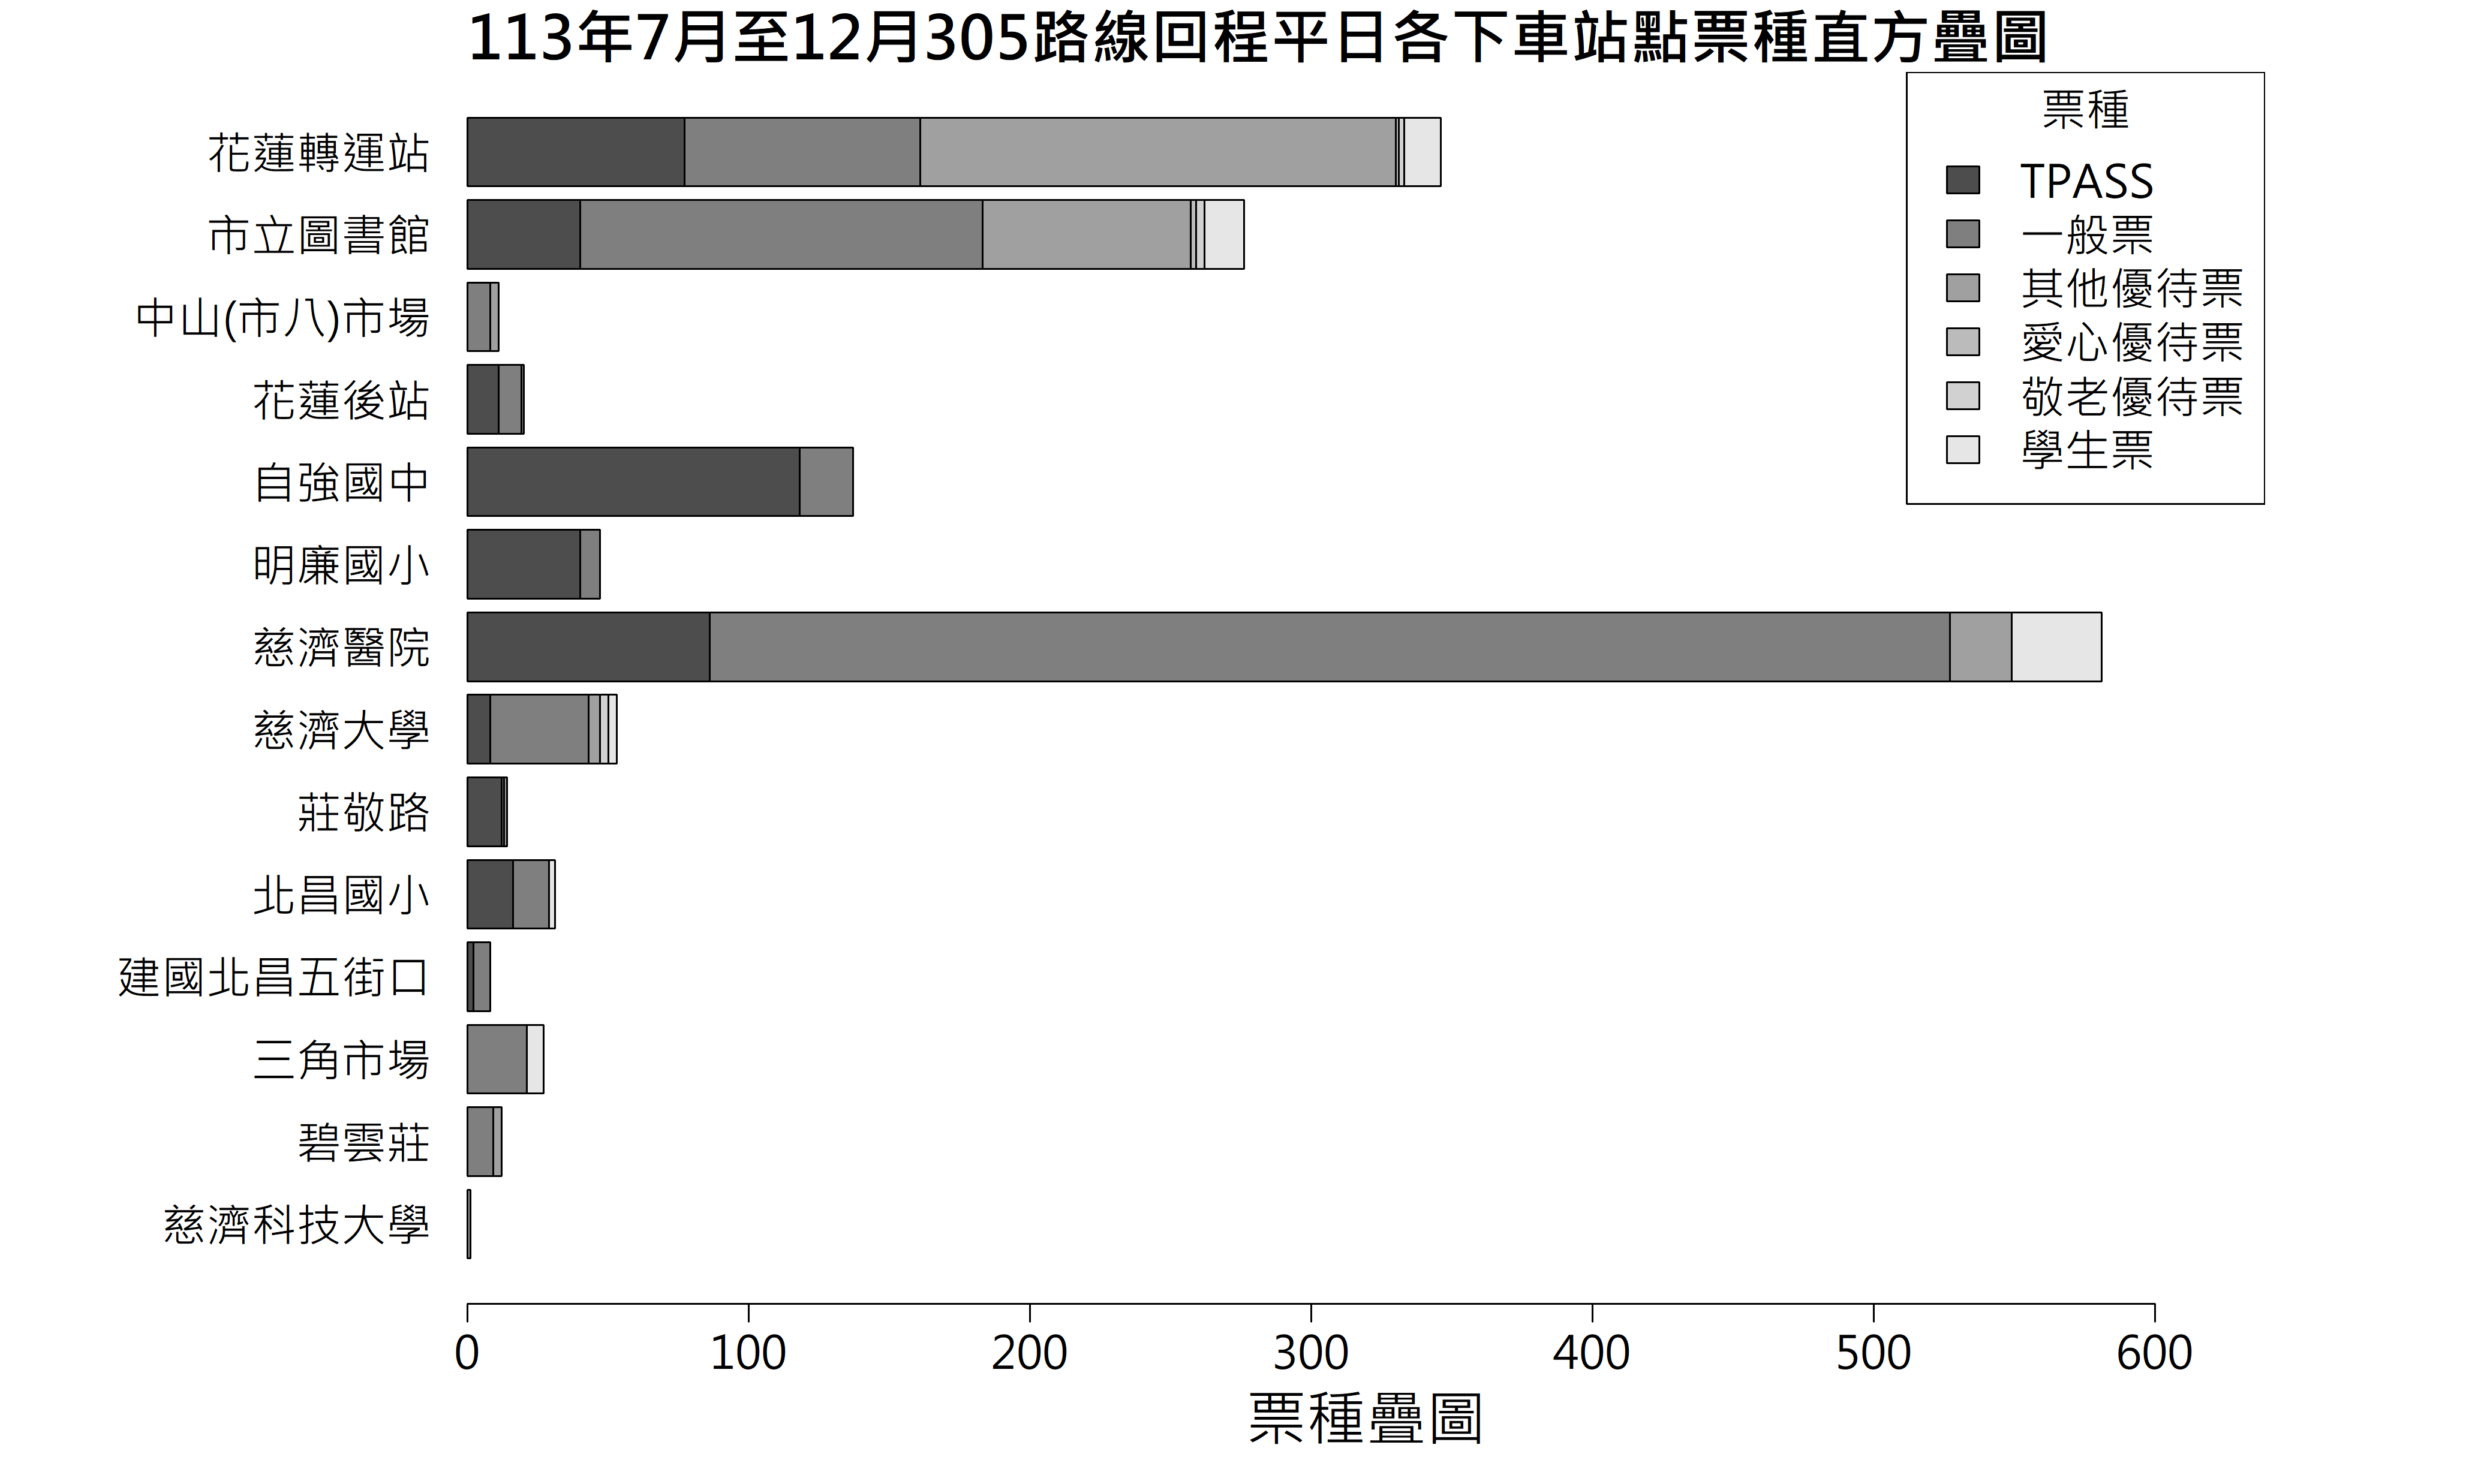 113年7月至12月305路線回程平日各下車站點票種直方疊圖
票種
TPASS
一般票
其他優待票
愛心優待票
敬老優待票
學生票
花蓮轉運站
市立圖書館
中山(市八)市場
花蓮後站
自強國中
明廉國小
慈濟醫院
慈濟大學
莊敬路
北昌國小
建國北昌五街口
三角市場
碧雲莊
慈濟科技大學
0 100 200 300 400 500 600
票種疊圖